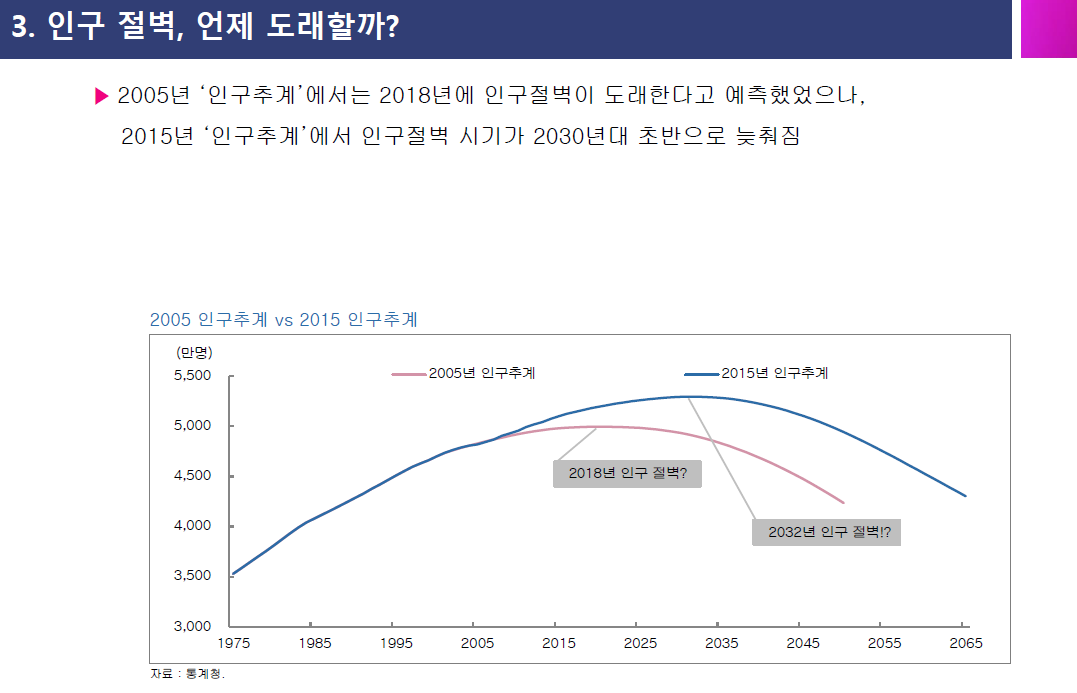 3. 인구 절벽, 언제 도래할까?
▶ 2005년 ‘인구추계’에서는 2018년에 인구절벽이 도래한다고 예측했었으나,
2015년 ‘인구추계’에서 인구절벽 시기가 2030년대 초반으로 늦춰짐
2005 인구추계 vs 2015 인구추계
(만명)
2005년 인구추계 2015년 인구추계
5,500
5,000
4,500
4,000
3,500
3,000
2018년 인구 절벽?
2032년 인구 절벽!?
1975 1985 1995 2005 2015 2025 2035 2045 2055 2065
자료 : 통계청.